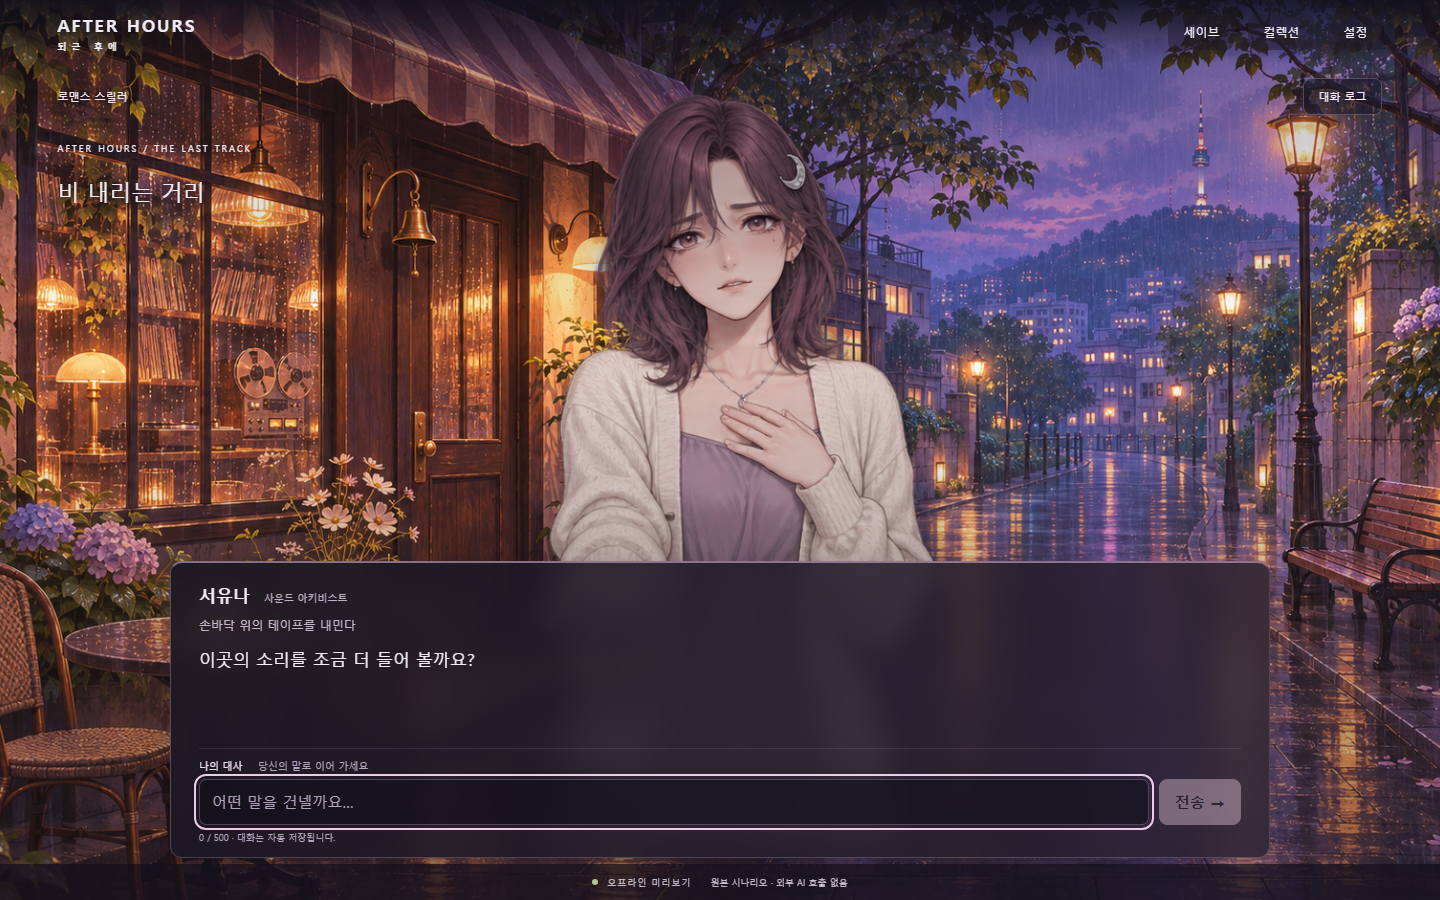 AFTER HOURS
퇴근 후에
세이브
컬렉션
설정
로맨스 스릴러
대화 로그
AFTER HOURS / THE LAST TRACK
비 내리는 거리
서유나 사운드 아키비스트
손바닥 위의 테이프를 내민다
이곳의 소리를 조금 더 들어 볼까요?
나의 대사 당신의 말로 이어 가세요
어떤 말을 건넬까요...
전송 →
0 / 500 · 대화는 자동 저장됩니다.
오프라인 미리보기 원본 시나리오 · 외부 AI 호출 없음